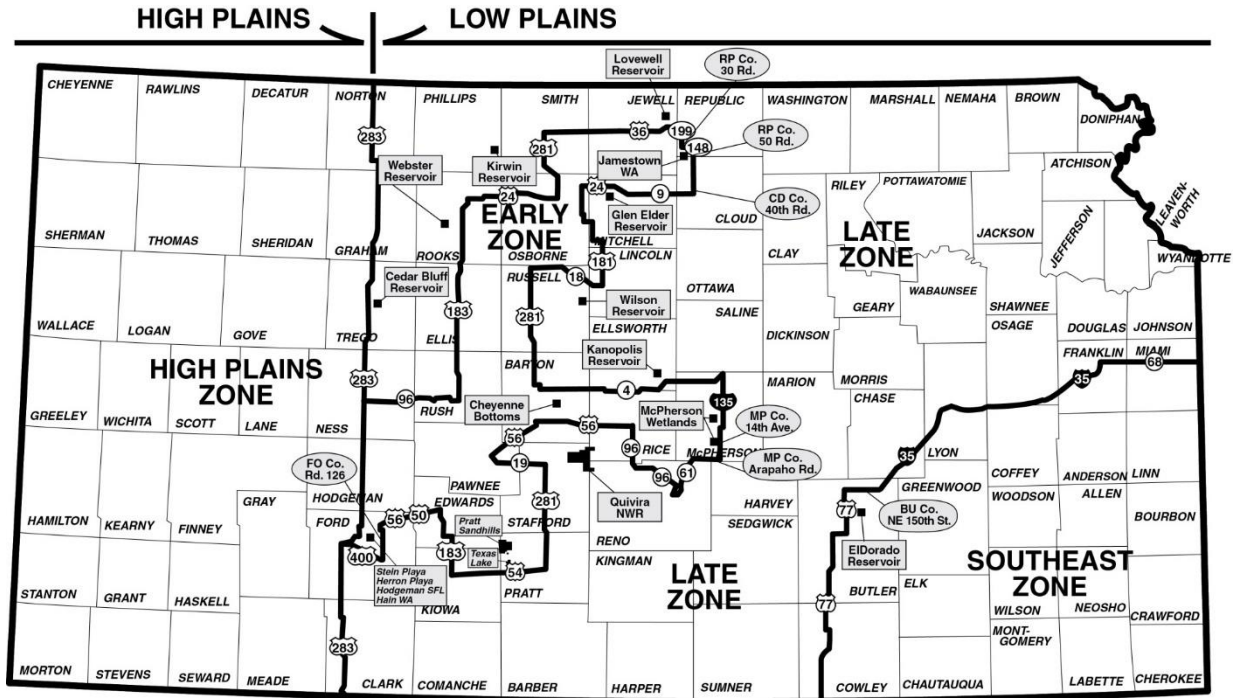 HIGH PLAINS
LOW PLAINS
Lovewell
Reservoir
RP Co.
30 Rd.
CHEYENNE
RAWLINS
DECATUR
NORTON
PHILLIPS
SMITH
JEWELL
REPUBLIC
WASHINGTON
MARSHALL
NEMAHA
BROWN
DONIPHAN
283
36
199
281
148
RP Co.
50 Rd.
Webster
Reservoir
Kirwin
Reservoir
Jamestown
WA
ATCHISON
24
24
9
RILEY
POTTAWATOMIE
LEAVEN-
WORTH
EARLY
ZONE
Glen Elder
Reservoir
CD Co.
40th Rd.
CLOUD
LATE
ZONE
JACKSON
JEFFERSON
SHERMAN
THOMAS
SHERIDAN
GRAHAM
ROOKS
OSBORNE
MITCHELL
LINCOLN
CLAY
WYANDOTTE
Cedar Bluff
Reservoir
RUSSELL
18
181
OTTAWA
WABAUNSEE
GEARY
SHAWNEE
183
281
Wilson
Reservoir
SALINE
WALLACE
LOGAN
GOVE
TREGO
ELLIS
ELLSWORTH
DICKINSON
OSAGE
DOUGLAS
JOHNSON
HIGH PLAINS
ZONE
BARTON
Kanopolis
Reservoir
FRANKLIN
MIAMI
68
35
283
4
MARION
MORRIS
CHASE
GREELEY
WICHITA
SCOTT
LANE
NESS
96
RUSH
Cheyenne
Bottoms
135
McPherson
Wetlands
MP Co.
14th Ave.
56
56
96
RICE
McPHERSON
35
LYON
FO Co.
Rd. 126
19
96
61
MP Co.
Arapaho Rd.
COFFEY
ANDERSON
LINN
PAWNEE
281
Quivira
NWR
GREENWOOD
WOODSON
ALLEN
GRAY
HODGEMAN
EDWARDS
HARVEY
77
BU Co.
NE 150th St.
HAMILTON
KEARNY
FINNEY
FORD
56
50
Pratt
Sandhills
STAFFORD
RENO
SEDGWICK
BOURBON
400
183
Texas
Lake
54
KINGMAN
ElDorado
Reservoir
SOUTHEAST
ZONE
Stein Playa
Herron Playa
Hodgeman SFL
Hain WA
LATE
ZONE
STANTON
GRANT
HASKELL
KIOWA
PRATT
BUTLER
ELK
77
WILSON
NEOSHO
CRAWFORD
MONT-
GOMERY
283
MORTON
STEVENS
SEWARD
MEADE
CLARK
COMANCHE
BARBER
HARPER
SUMNER
COWLEY
CHAUTAUQUA
LABETTE
CHEROKEE